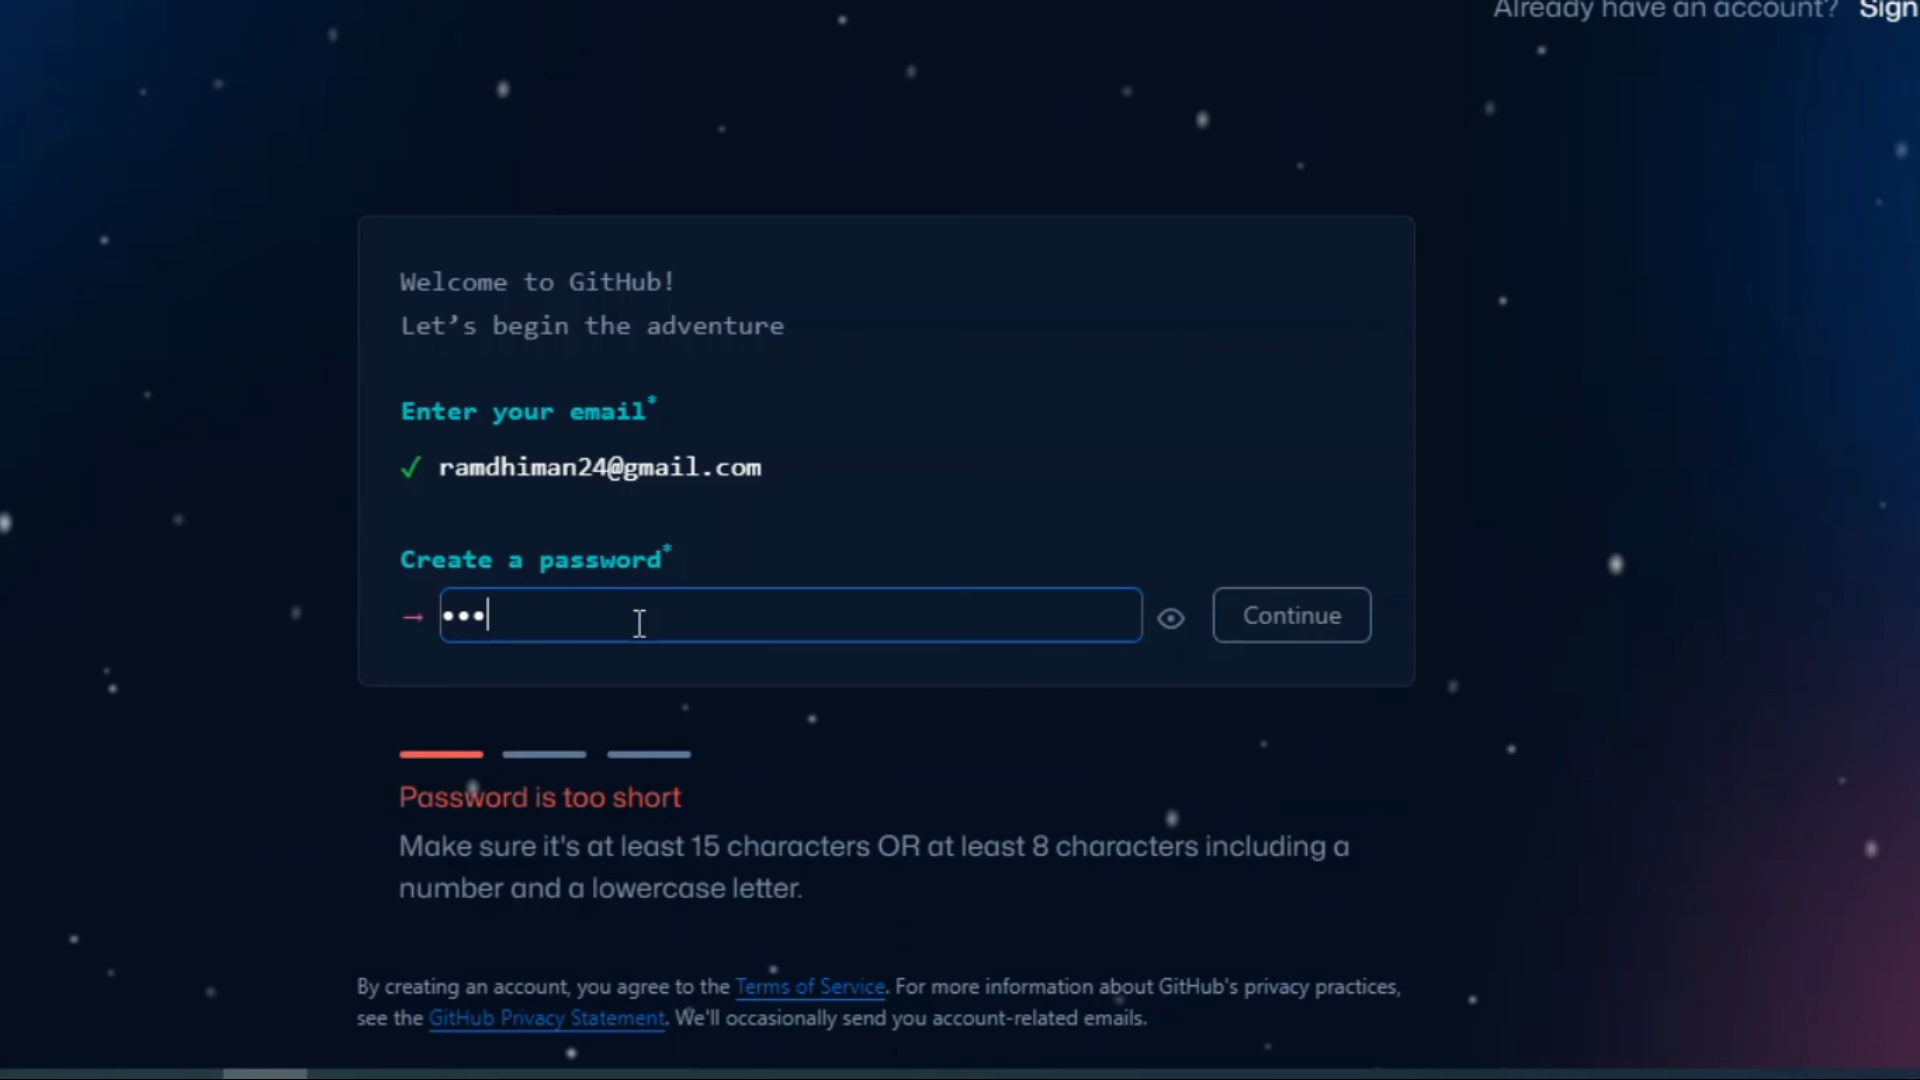 Already have an account? Sign
Welcome to GitHub!
Let’s begin the adventure
Enter your email*
✓ ramdhiman24@gmail.com
Create a password*
→ •••
Continue
Password is too short
Make sure it's at least 15 characters OR at least 8 characters including a
number and a lowercase letter.
By creating an account, you agree to the Terms of Service. For more information about GitHub's privacy practices,
see the GitHub Privacy Statement. We'll occasionally send you account-related emails.